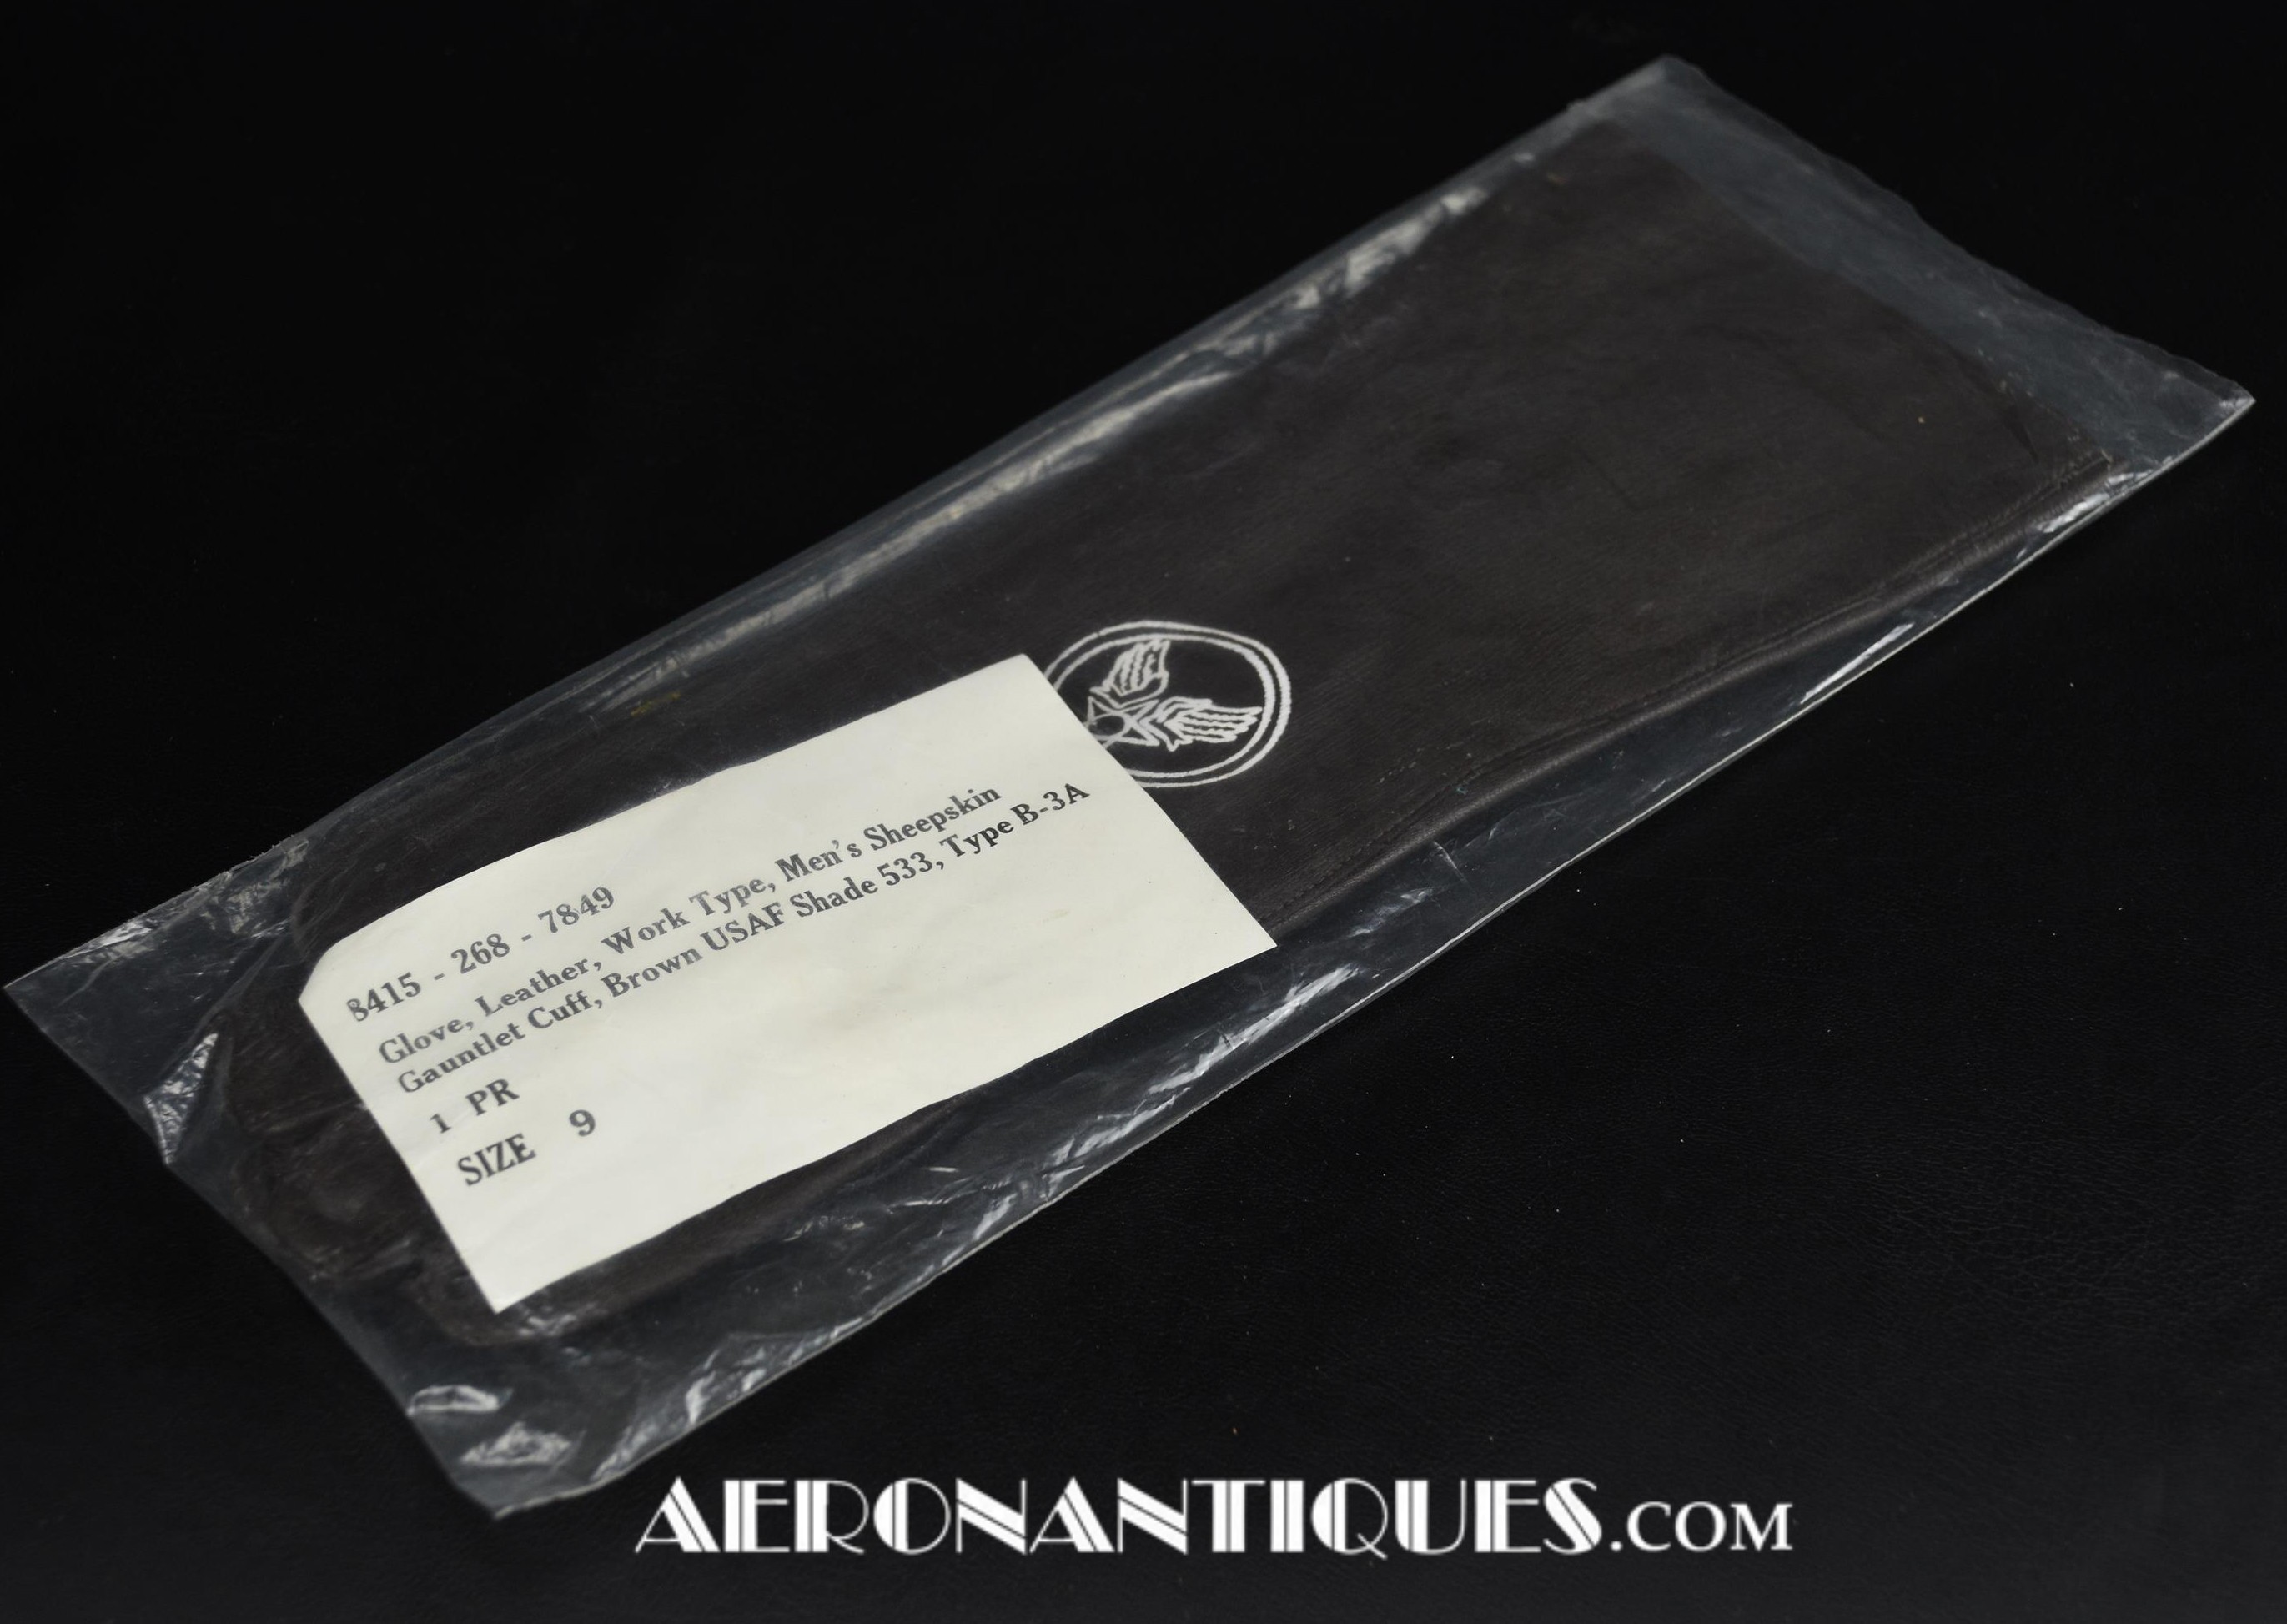 8415 - 268 - 7849
Glove, Leather, Work Type, Men's Sheepskin
Gauntlet Cuff, Brown USAF Shade 533, Type B-3A
1 PR
SIZE 9
AERONANTIQUES.COM